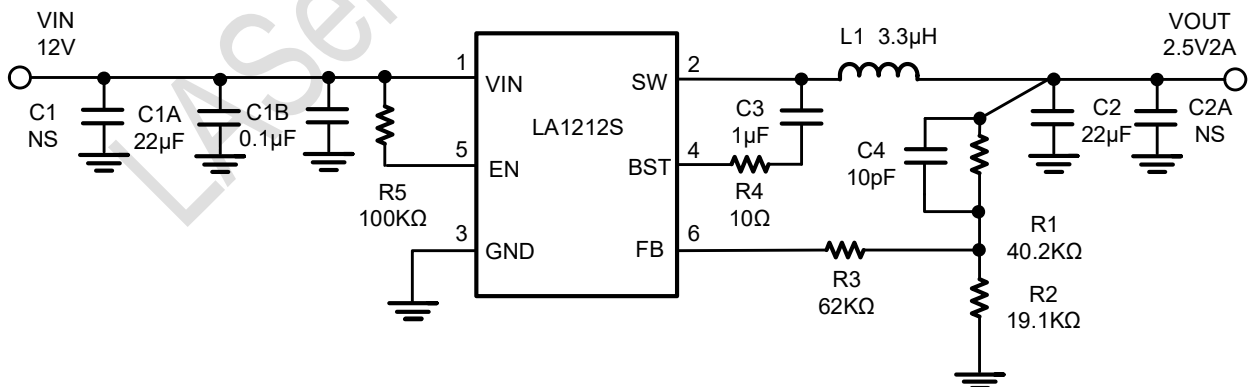 VIN
12V
C1
NS
C1A
22µF
C1B
0.1µF
R5
100KΩ
1
VIN
5
EN
3
GND
LA1212S
SW
2
BST
4
FB
6
L1 3.3µH
C3
1µF
R4
10Ω
C4
10pF
R3
62KΩ
R1
40.2KΩ
R2
19.1KΩ
C2
22µF
C2A
NS
VOUT
2.5V2A